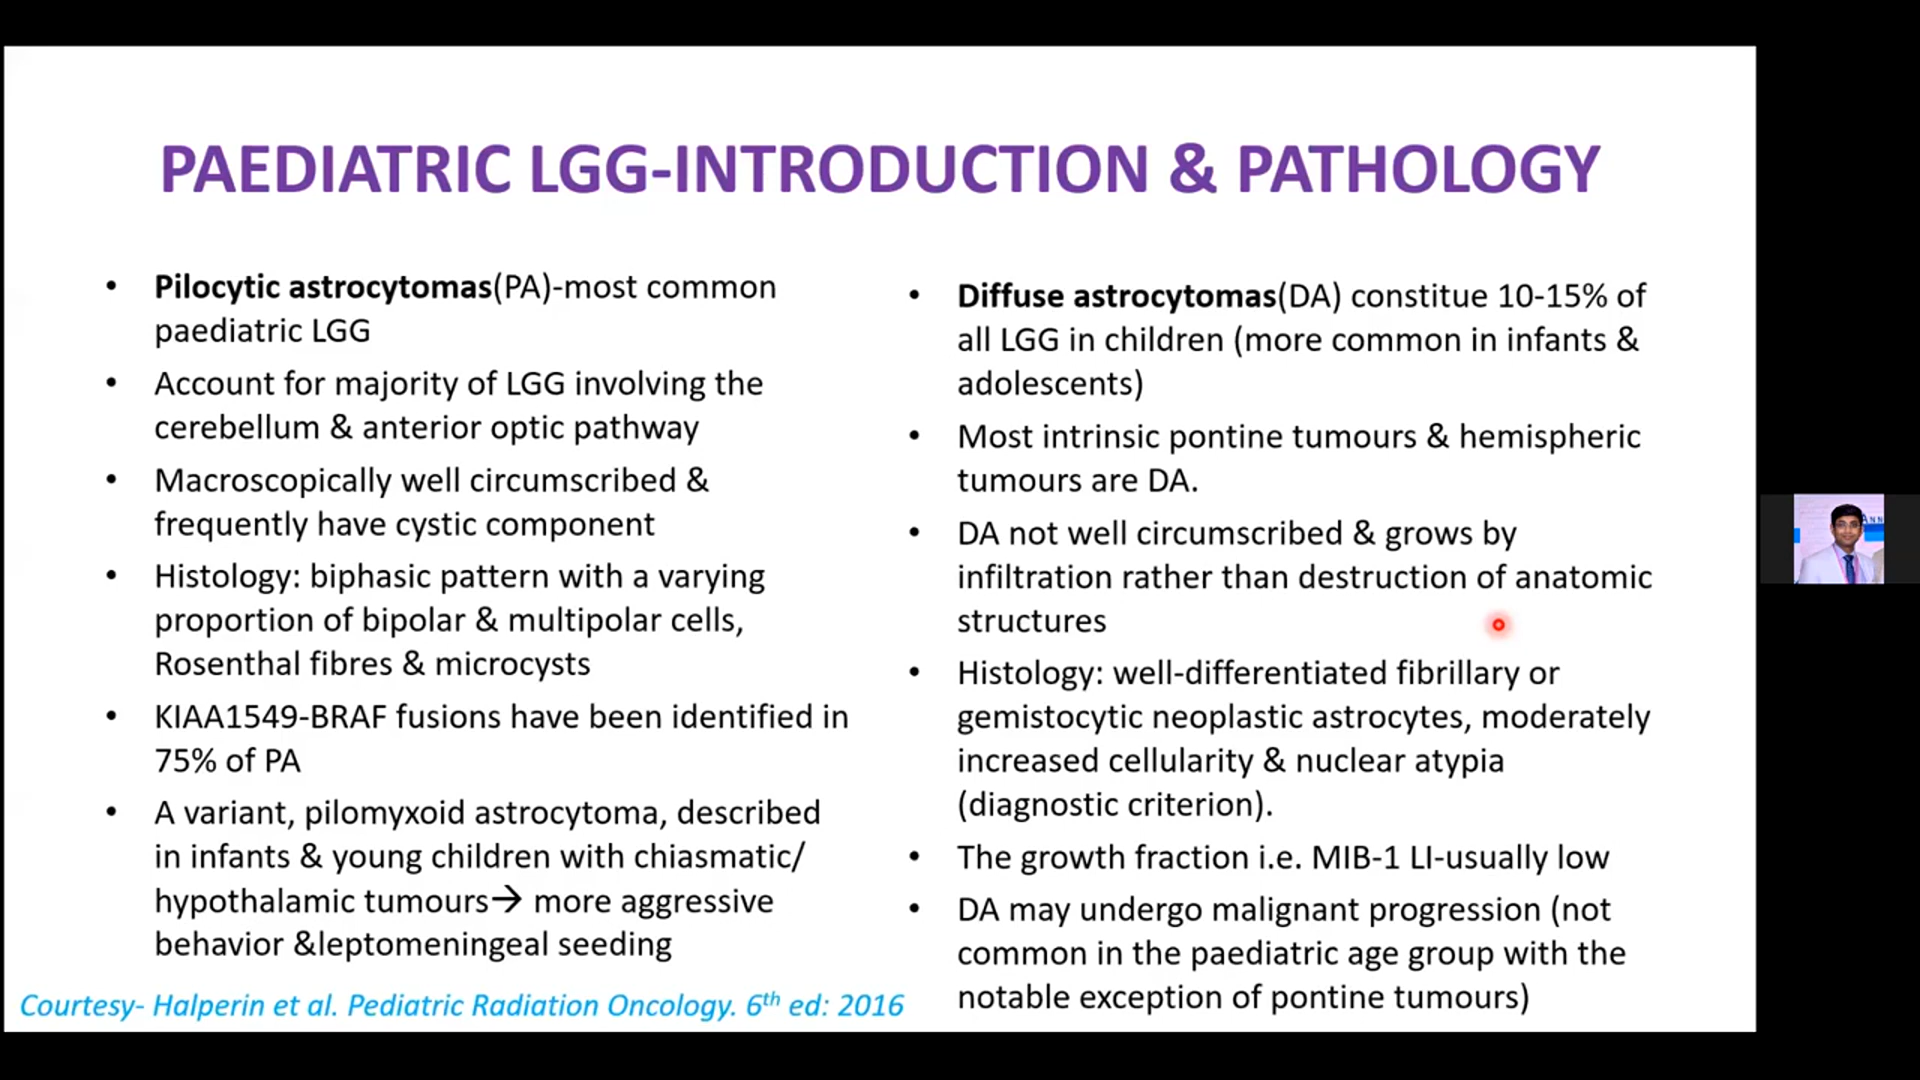 PAEDIATRIC LGG-INTRODUCTION & PATHOLOGY
• Pilocytic astrocytomas(PA)-most common
paediatric LGG
• Account for majority of LGG involving the
cerebellum & anterior optic pathway
• Macroscopically well circumscribed &
frequently have cystic component
• Histology: biphasic pattern with a varying
proportion of bipolar & multipolar cells,
Rosenthal fibres & microcysts
• KIAA1549-BRAF fusions have been identified in
75% of PA
• A variant, pilomyxoid astrocytoma, described
in infants & young children with chiasmatic/
hypothalamic tumours→ more aggressive
behavior &leptomeningeal seeding
Courtesy- Halperin et al. Pediatric Radiation Oncology. 6th ed: 2016
• Diffuse astrocytomas(DA) constitue 10-15% of
all LGG in children (more common in infants &
adolescents)
• Most intrinsic pontine tumours & hemispheric
tumours are DA.
• DA not well circumscribed & grows by
infiltration rather than destruction of anatomic
structures
• Histology: well-differentiated fibrillary or
gemistocytic neoplastic astrocytes, moderately
increased cellularity & nuclear atypia
(diagnostic criterion).
• The growth fraction i.e. MIB-1 LI-usually low
• DA may undergo malignant progression (not
common in the paediatric age group with the
notable exception of pontine tumours)